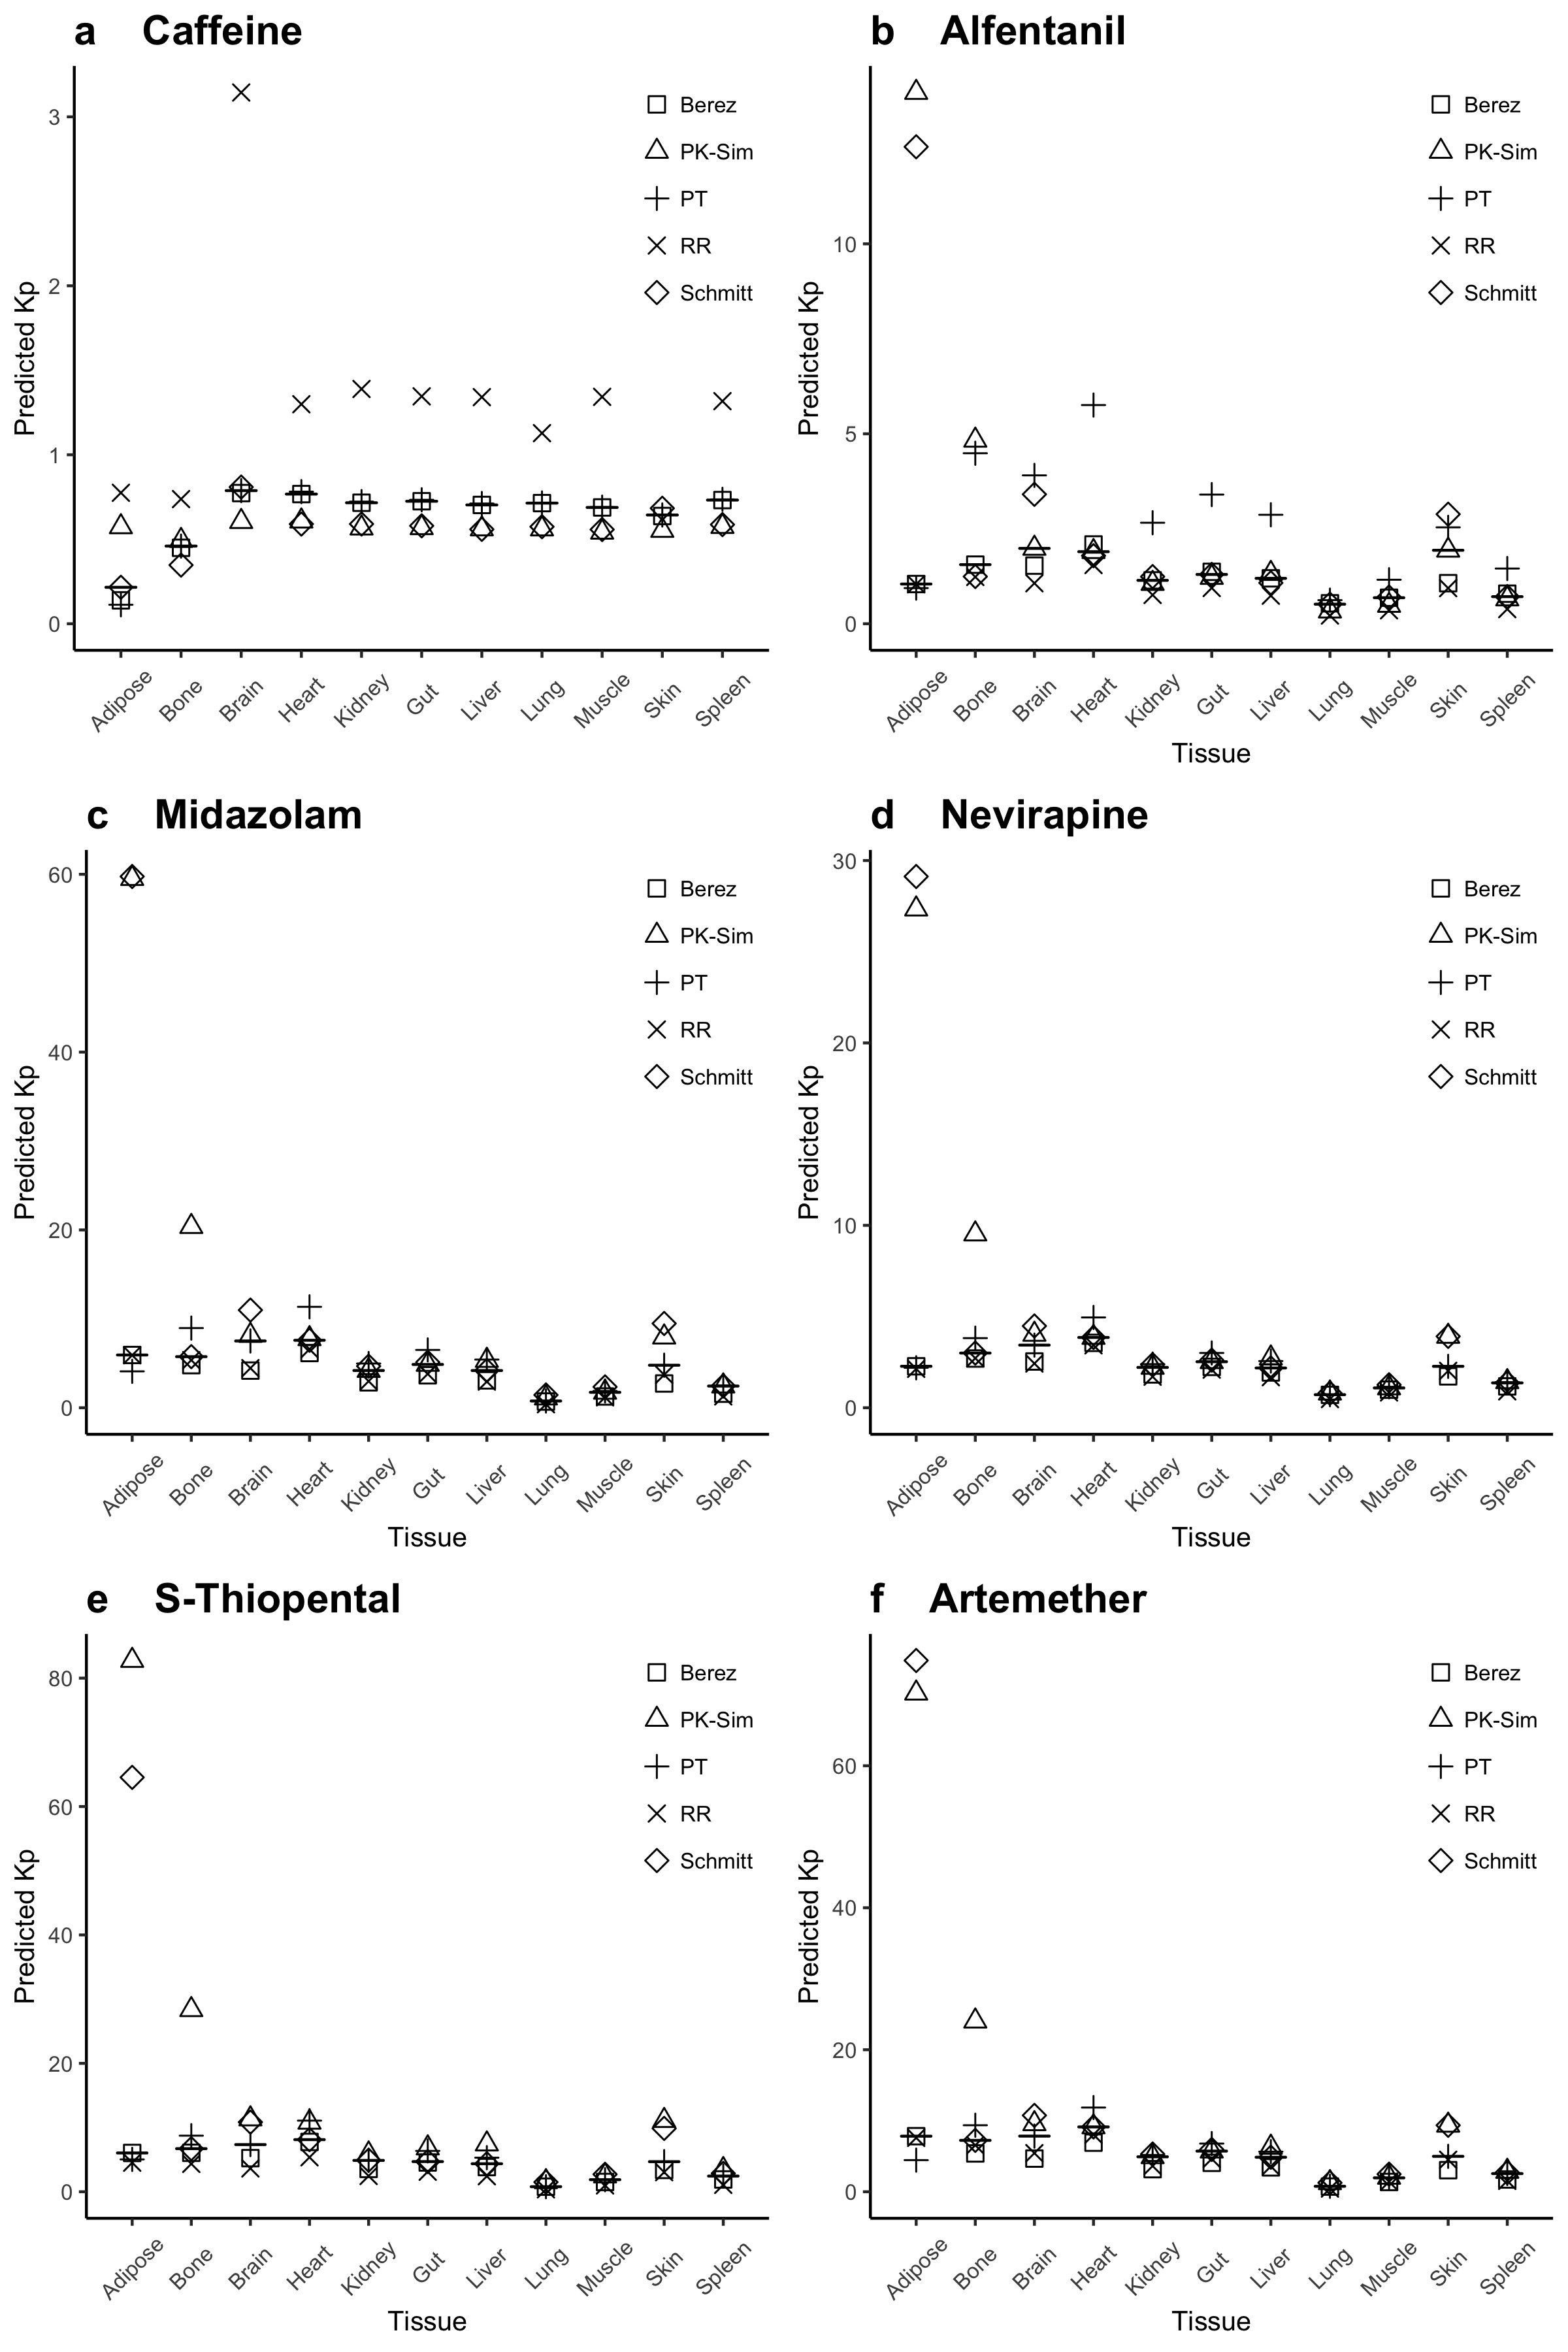 a Caffeine
Predicted Kp
3
2
1
0
Berez
PK-Sim
PT
RR
Schmitt
Adipose Bone Brain Heart Kidney Gut Liver Lung Muscle Skin Spleen
b Alfentanil
Predicted Kp
10
5
0
Berez
PK-Sim
PT
RR
Schmitt
Adipose Bone Brain Heart Kidney Gut Liver Lung Muscle Skin Spleen
Tissue
c Midazolam
Predicted Kp
60
40
20
0
Berez
PK-Sim
PT
RR
Schmitt
Adipose Bone Brain Heart Kidney Gut Liver Lung Muscle Skin Spleen
Tissue
d Nevirapine
Predicted Kp
30
20
10
0
Berez
PK-Sim
PT
RR
Schmitt
Adipose Bone Brain Heart Kidney Gut Liver Lung Muscle Skin Spleen
Tissue
e S-Thiopental
Predicted Kp
80
60
40
20
0
Berez
PK-Sim
PT
RR
Schmitt
Adipose Bone Brain Heart Kidney Gut Liver Lung Muscle Skin Spleen
Tissue
f Artemether
Predicted Kp
60
40
20
0
Berez
PK-Sim
PT
RR
Schmitt
Adipose Bone Brain Heart Kidney Gut Liver Lung Muscle Skin Spleen
Tissue